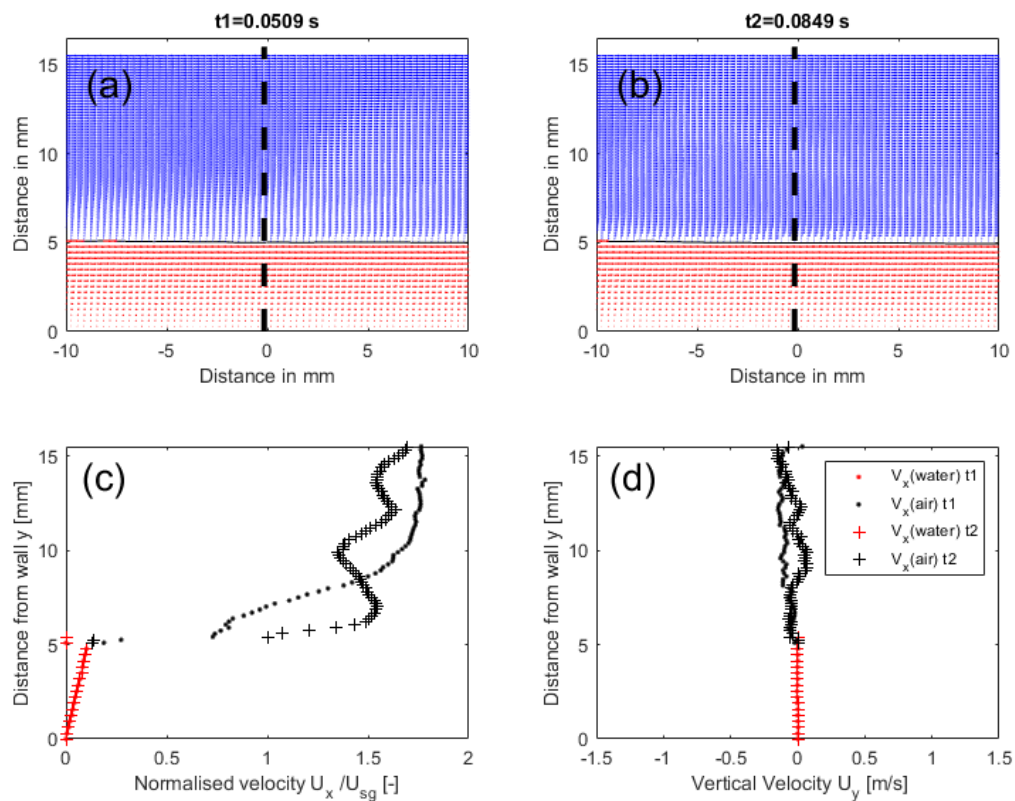 t1=0.0509 s
t2=0.0849 s
(a)
(b)
Distance in mm
15
10
5
0
-10
-5
0
5
10
Distance in mm
Distance in mm
15
10
5
0
-10
-5
0
5
10
Distance in mm
(c)
(d)
Distance from wall y [mm]
15
10
5
0
0
0.5
1
1.5
2
Normalised velocity U_x /U_sg [-]
Distance from wall y [mm]
15
10
5
0
-1.5
-1
-0.5
0
0.5
1
1.5
Vertical Velocity U_y [m/s]
V_x(water) t1
V_x(air) t1
V_x(water) t2
V_x(air) t2